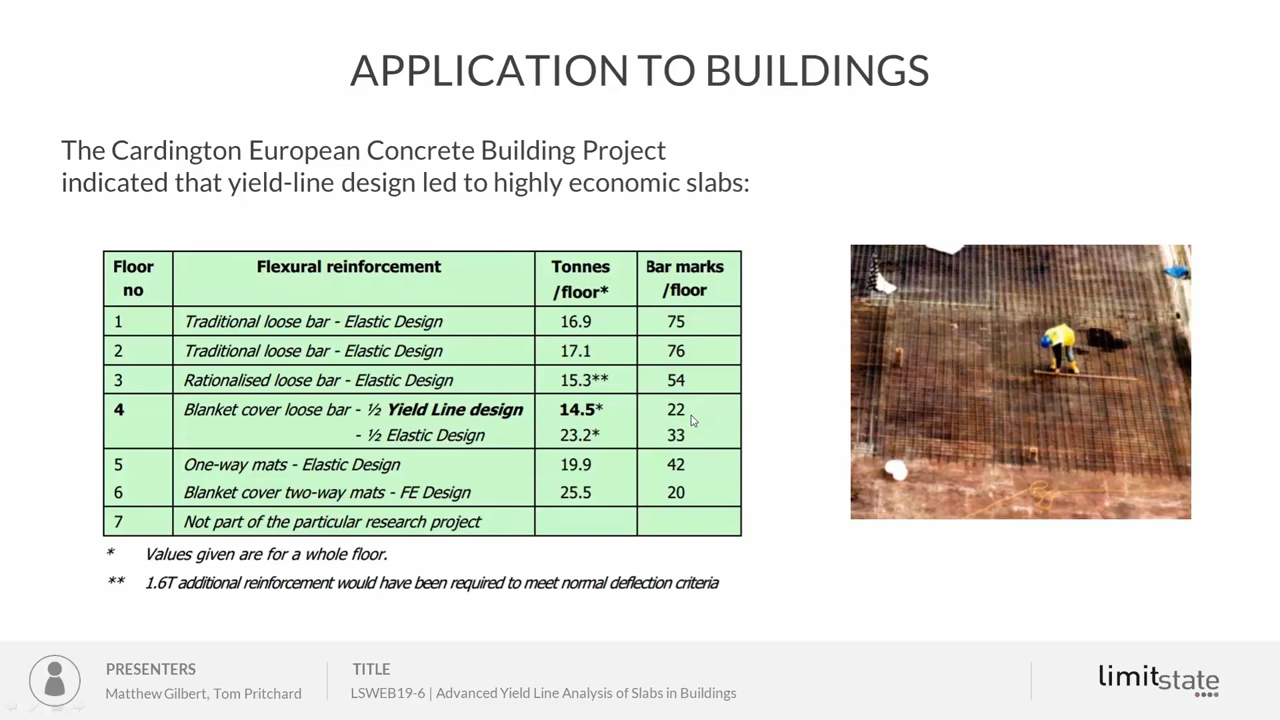 APPLICATION TO BUILDINGS
The Cardington European Concrete Building Project
indicated that yield-line design led to highly economic slabs:
Floor no Flexural reinforcement Tonnes /floor* Bar marks /floor
1 Traditional loose bar - Elastic Design 16.9 75
2 Traditional loose bar - Elastic Design 17.1 76
3 Rationalised loose bar - Elastic Design 15.3** 54
4 Blanket cover loose bar - ½ Yield Line design 14.5* 22
- ½ Elastic Design 23.2* 33
5 One-way mats - Elastic Design 19.9 42
6 Blanket cover two-way mats - FE Design 25.5 20
7 Not part of the particular research project
* Values given are for a whole floor.
** 1.6T additional reinforcement would have been required to meet normal deflection criteria
PRESENTERS
Matthew Gilbert, Tom Pritchard
TITLE
LSWEB19-6 | Advanced Yield Line Analysis of Slabs in Buildings
limitstate